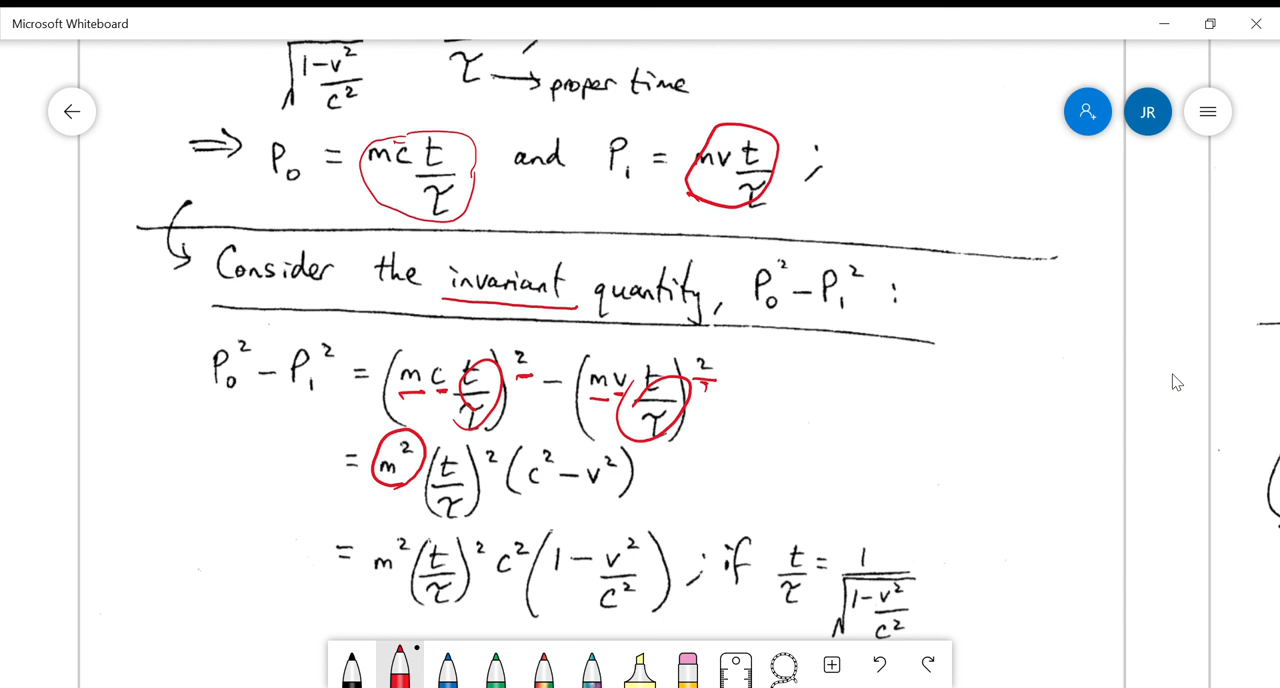 Microsoft Whiteboard
√(1-v²/c²) τ → proper time
JR
⇒ P₀ = mc t/τ and P₁ = mv t/τ ;
Consider the invariant quantity, P₀² - P₁² :
P₀² - P₁² = (mc t/τ)² - (mv t/τ)²
= m² (t/τ)² (c² - v²)
= m² (t/τ)² c² (1 - v²/c²) ; if t/τ = 1/√(1-v²/c²)